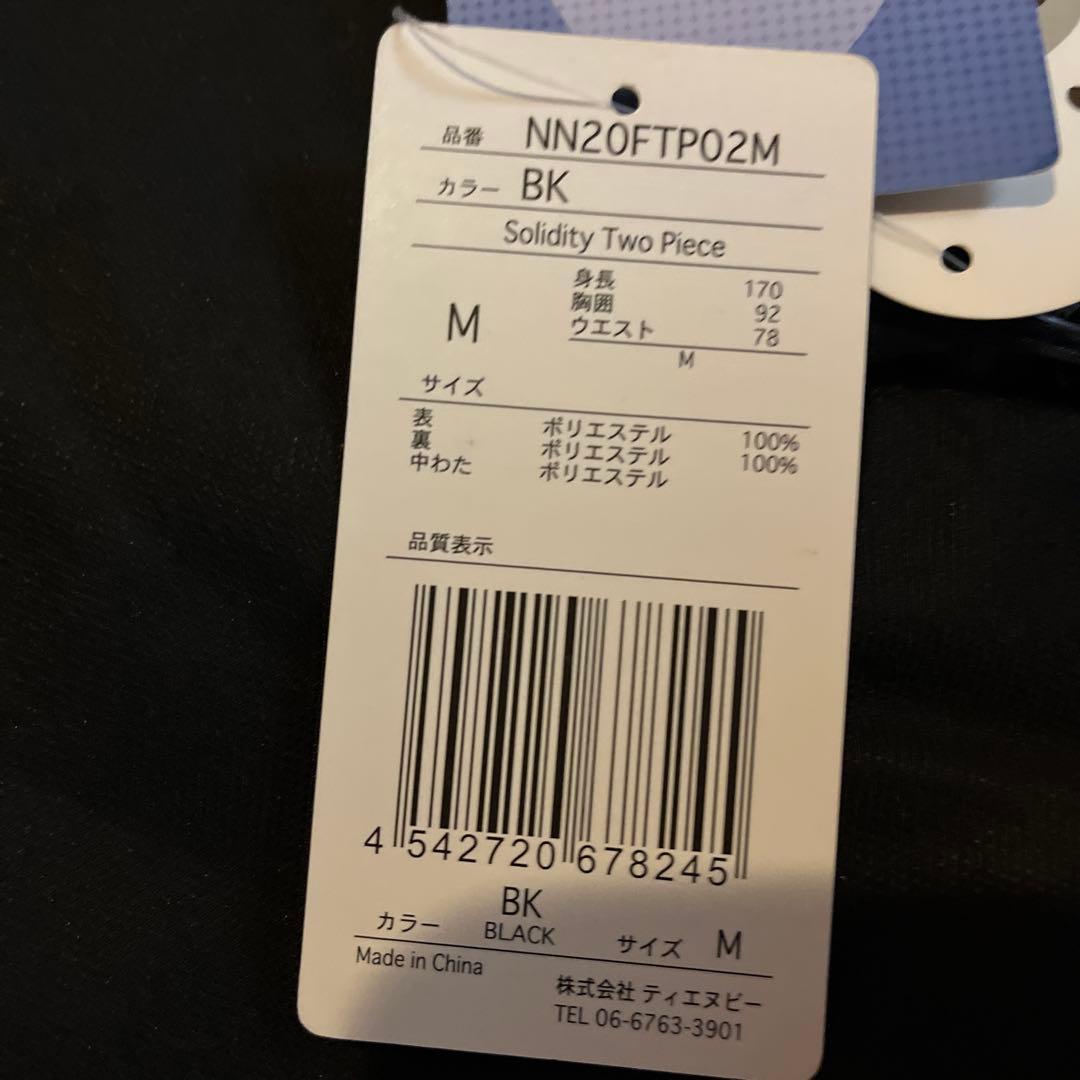 品番 NN20FTP02M
カラー BK
Solidity Two Piece
身長 170
胸囲 92
M ウエスト 78
M
サイズ
表 ポリエステル 100%
裏 ポリエステル 100%
中わた ポリエステル
品質表示
4 542720 678245
BK
カラー BLACK サイズ M
Made in China
株式会社 ティエヌビー
TEL 06-6763-3901